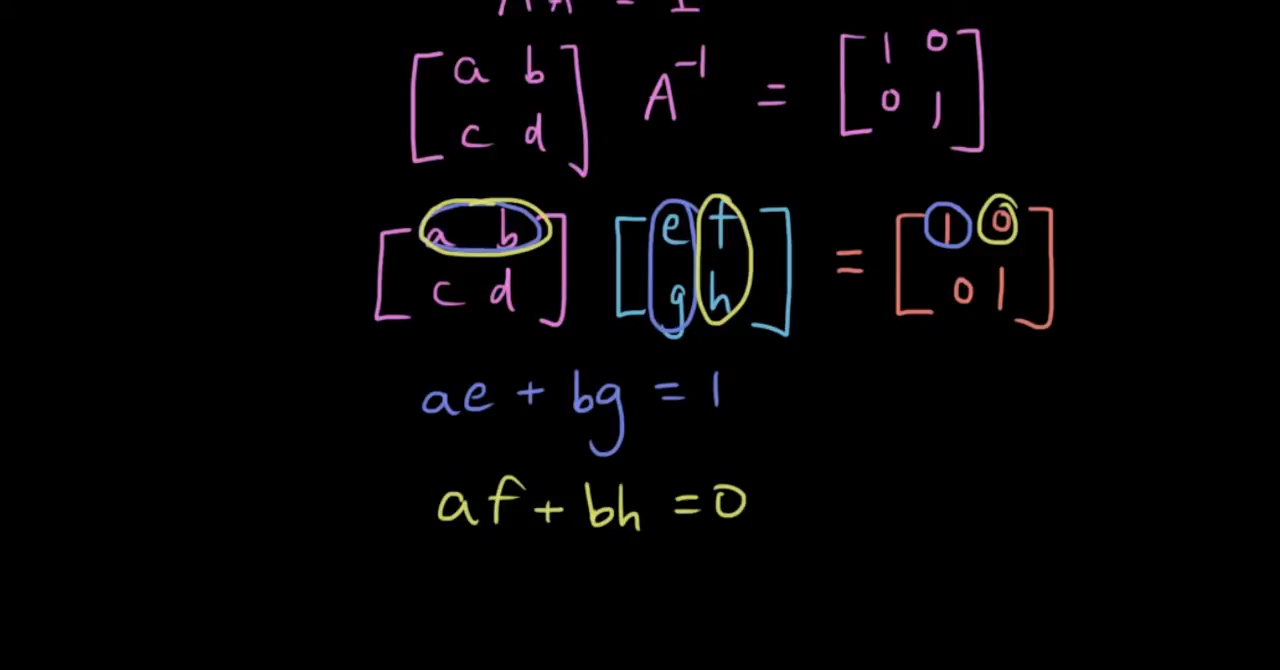 [a b; c d] A⁻¹ = [1 0; 0 1]
[a b; c d] [e f; g h] = [1 0; 0 1]
ae + bg = 1
af + bh = 0